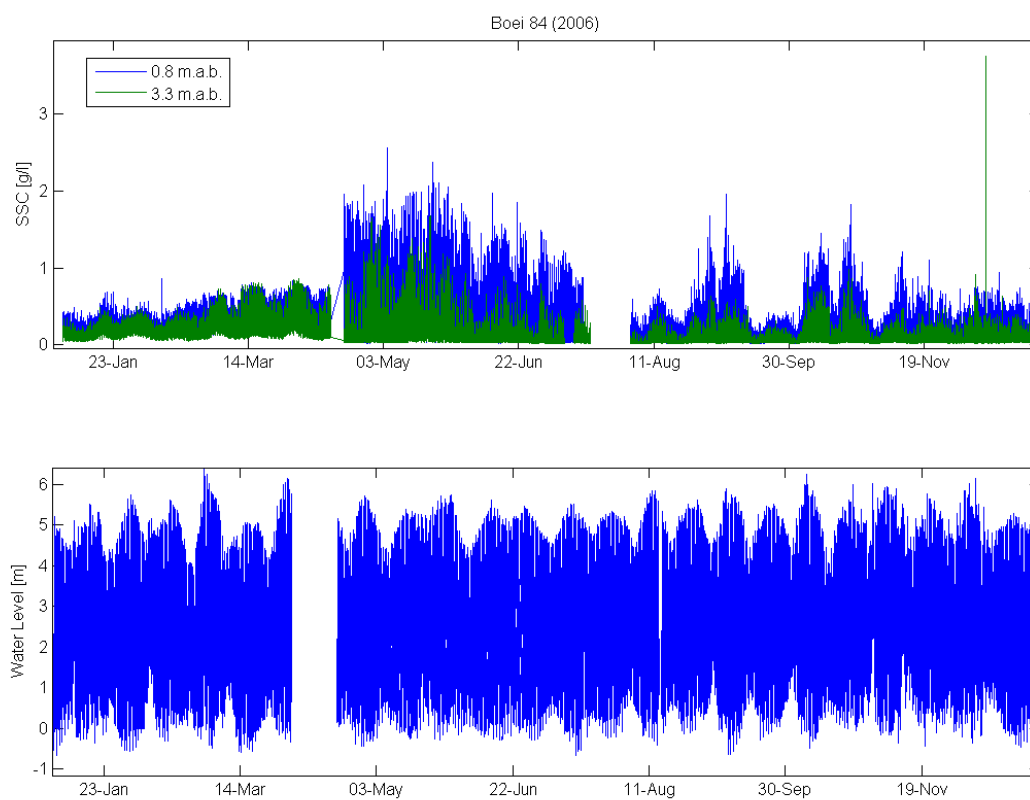 Boei 84 (2006)
0.8 m.a.b.
3.3 m.a.b.
SSC [g/l]
3
2
1
0
23-Jan 14-Mar 03-May 22-Jun 11-Aug 30-Sep 19-Nov
Water Level [m]
6
5
4
3
2
1
0
-1
23-Jan 14-Mar 03-May 22-Jun 11-Aug 30-Sep 19-Nov